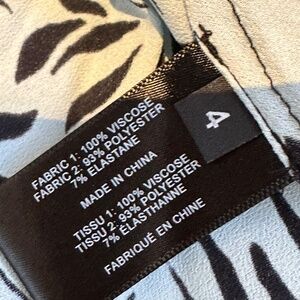 4
FABRIC 1: 100% VISCOSE
FABRIC 2: 93% POLYESTER
7% ELASTANE
MADE IN CHINA
TISSU 1: 100% VISCOSE
TISSU 2: 93% POLYESTER
7% ÉLASTHANNE
FABRIQUÉ EN CHINE